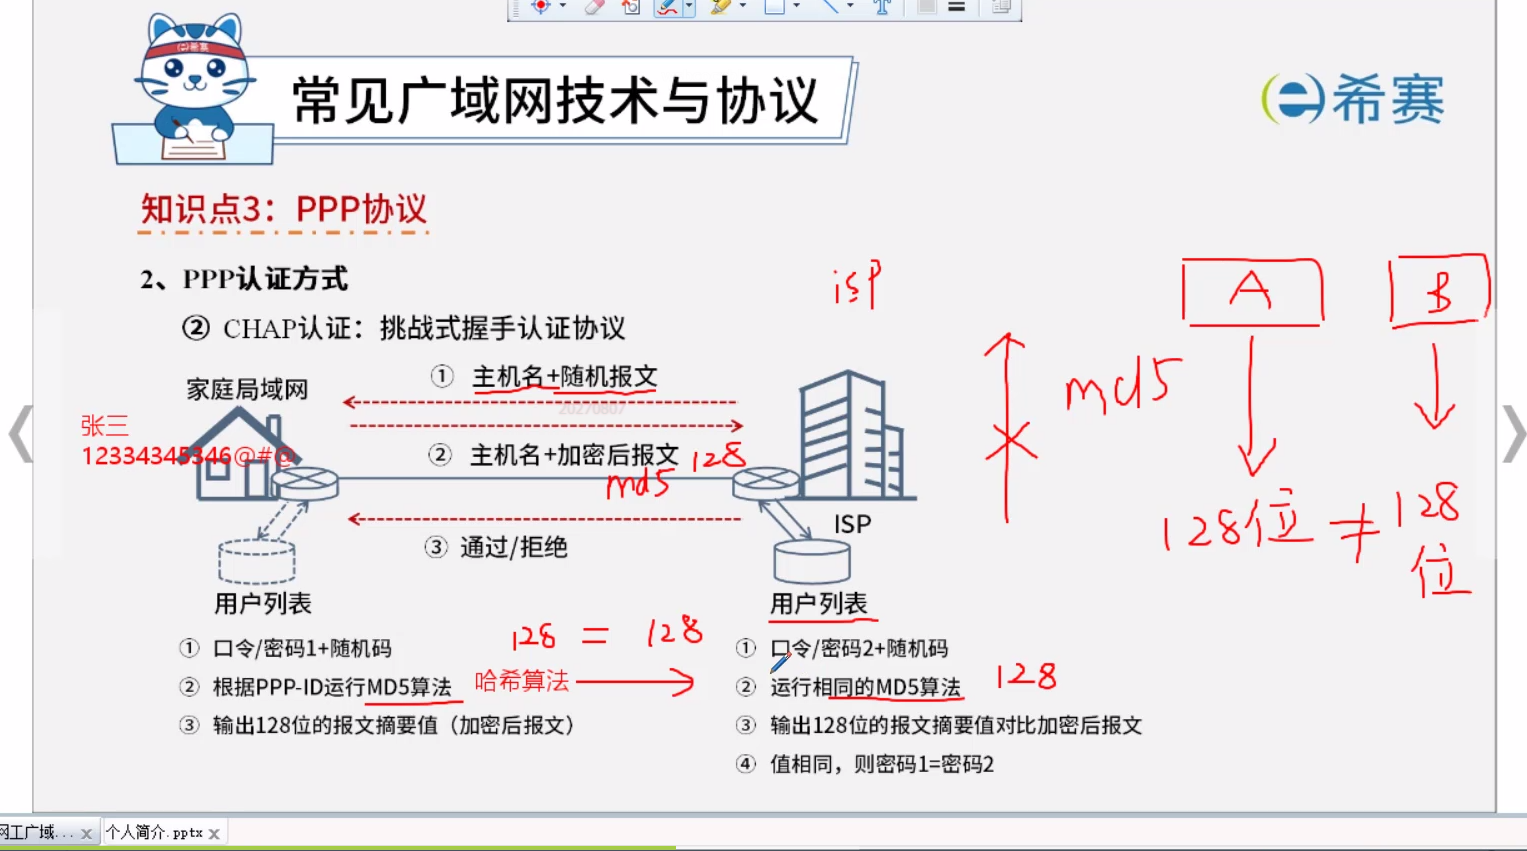 希赛
常见广域网技术与协议
希赛
知识点3：PPP协议
2、PPP认证方式
isp
A
B
② CHAP认证：挑战式握手认证协议
① 主机名+随机报文
家庭局域网
md5
20270807
张三
12334345346@#@
② 主机名+加密后报文
128
md5
128位 ≠ 128位
ISP
③ 通过/拒绝
用户列表
用户列表
128 = 128
① 口令/密码1+随机码
② 根据PPP-ID运行MD5算法
哈希算法
③ 输出128位的报文摘要值（加密后报文）
① 口令/密码2+随机码
② 运行相同的MD5算法
128
③ 输出128位的报文摘要值对比加密后报文
④ 值相同，则密码1=密码2
网工广域...
个人简介.pptx